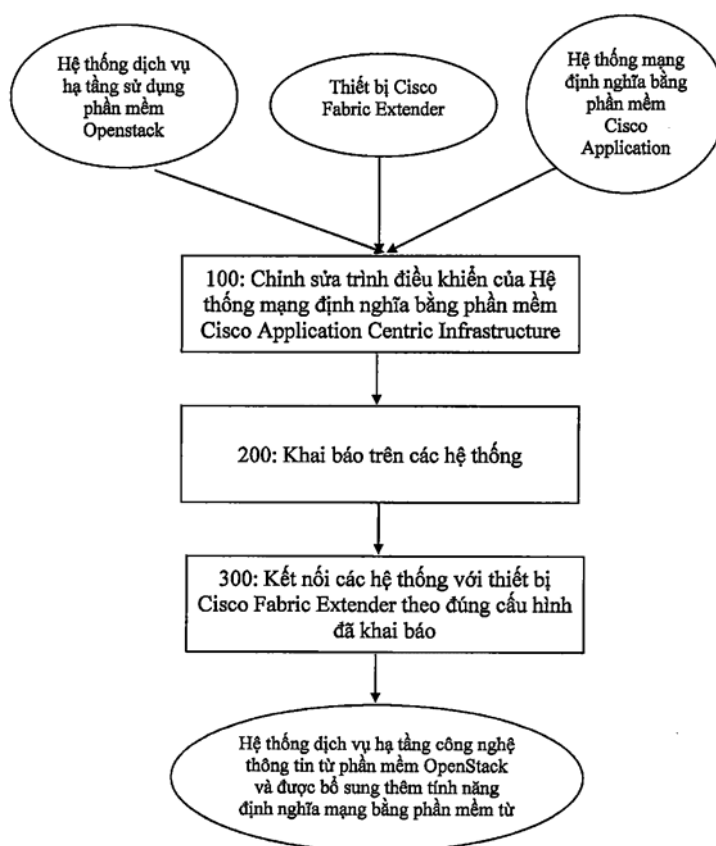 Hệ thống dịch vụ
hạ tầng sử dụng
phần mềm
Openstack
Thiết bị Cisco
Fabric Extender
Hệ thống mạng
định nghĩa bằng
phần mềm
Cisco
Application
100: Chỉnh sửa trình điều khiển của Hệ
thống mạng định nghĩa bằng phần mềm
Cisco Application Centric Infrastructure
200: Khai báo trên các hệ thống
300: Kết nối các hệ thống với thiết bị
Cisco Fabric Extender theo đúng cấu hình
đã khai báo
Hệ thống dịch vụ hạ tầng công nghệ
thông tin từ phần mềm OpenStack
và được bổ sung thêm tính năng
định nghĩa mạng bằng phần mềm từ